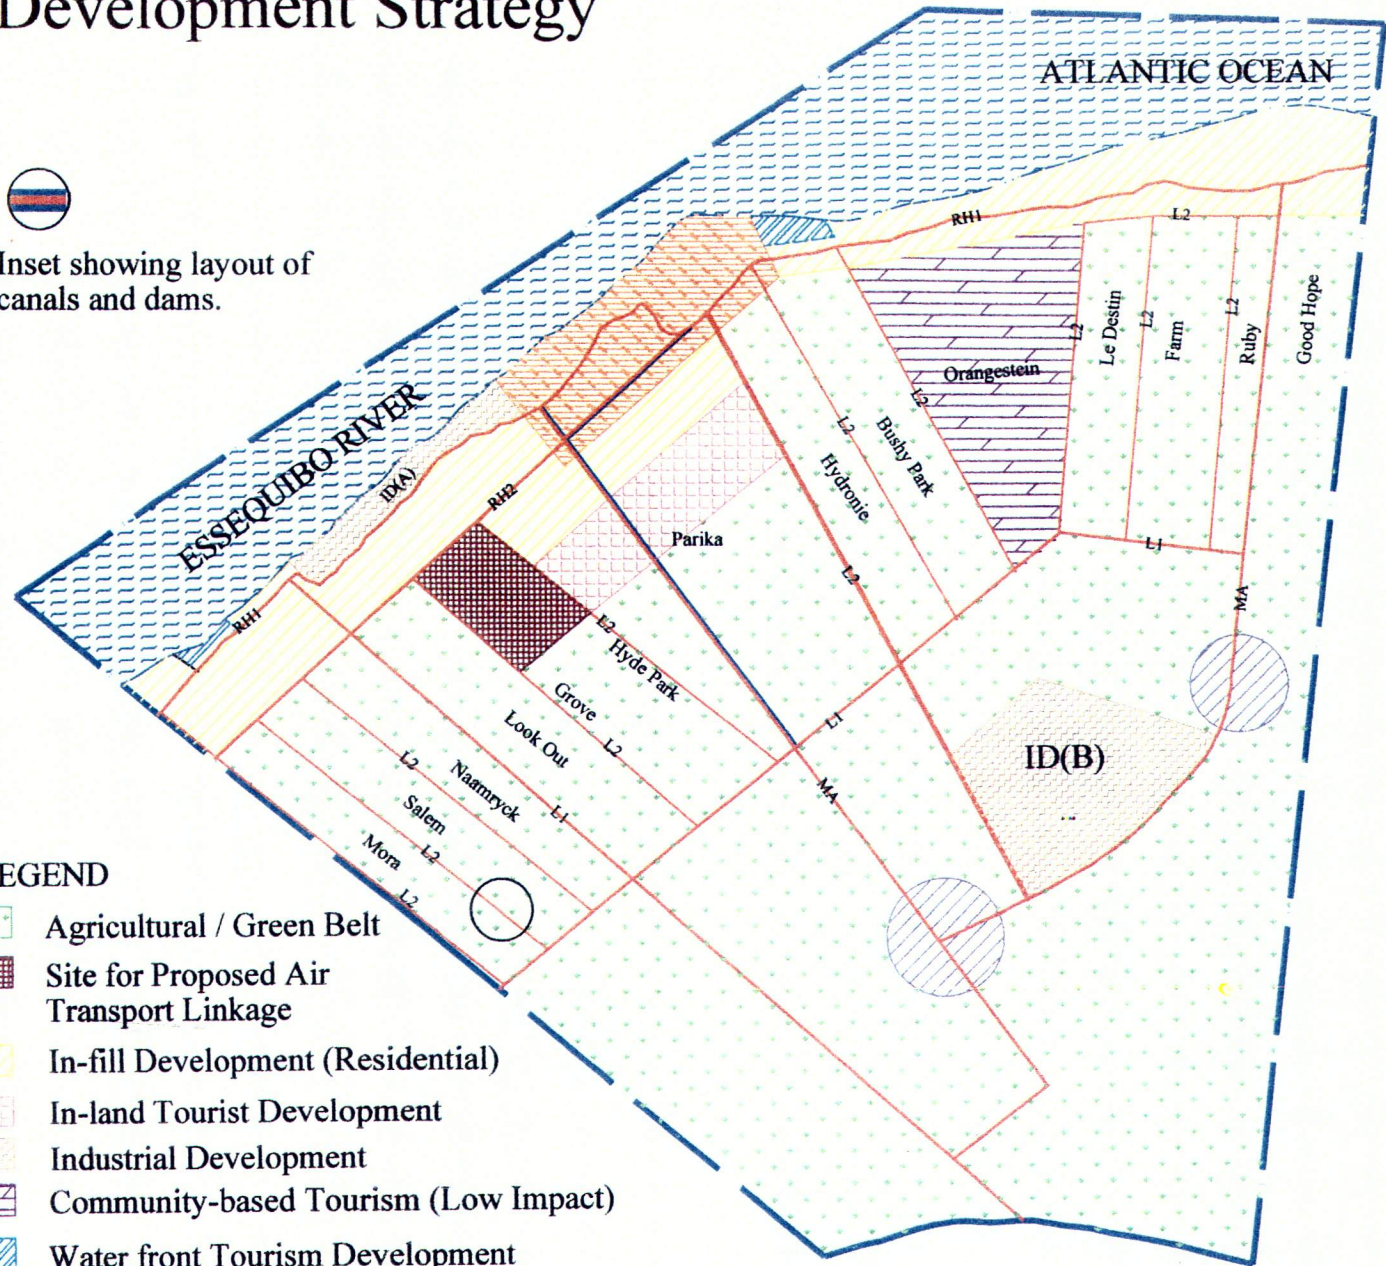 Development Strategy
ATLANTIC OCEAN
Inset showing layout of
canals and dams.
RH1
L2
Good Hope
Le Destin
L2
Farm
L2
Ruby
L2
Orangestein
L2
Bushy Park
L2
Hydronie
L2
ESSEQUIBO RIVER
ID(A)
RH2
Parika
L1
MA
RH1
L2
Hyde Park
Grove
L2
Look Out
L1
ID(B)
MA
L2
Naamryck
L1
Salem
L2
Mora
L2
EGEND
Agricultural / Green Belt
Site for Proposed Air
Transport Linkage
In-fill Development (Residential)
In-land Tourist Development
Industrial Development
Community-based Tourism (Low Impact)
Water front Tourism Development